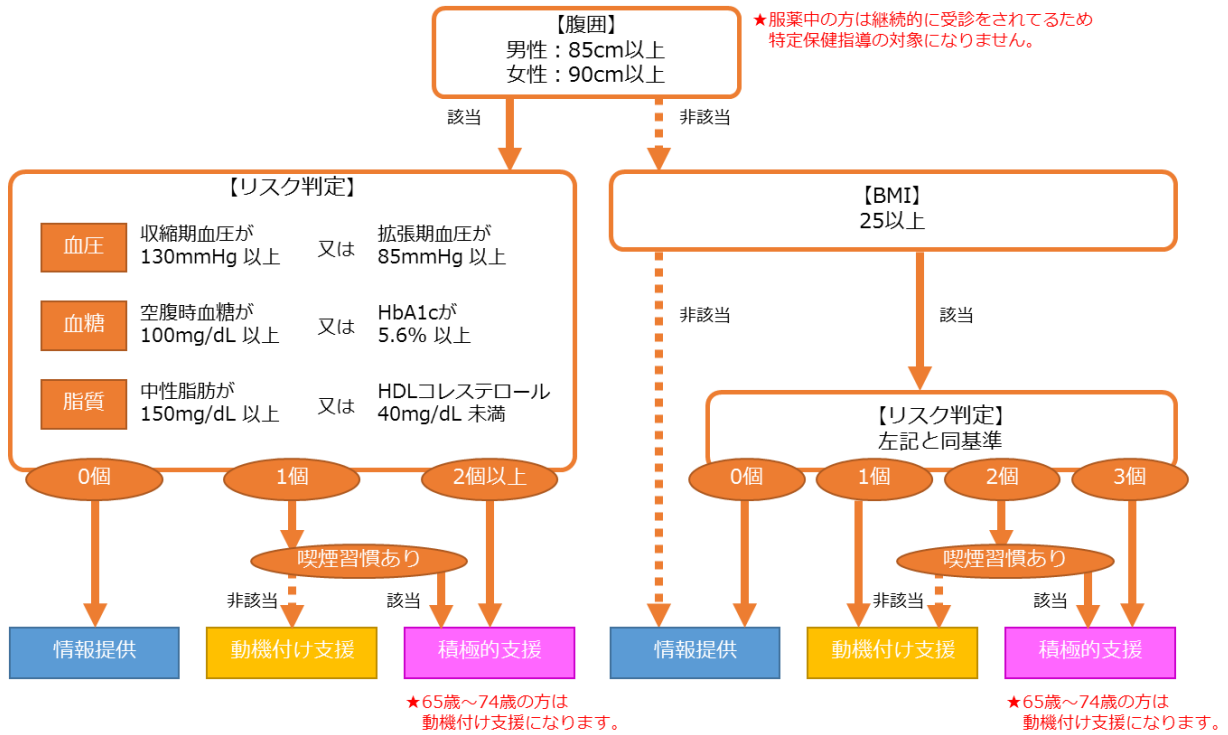 【腹囲】
男性：85cm以上
女性：90cm以上
★服薬中の方は継続的に受診をされてるため
特定保健指導の対象になりません。
該当
非該当
【リスク判定】
血圧
収縮期血圧が
130mmHg 以上
又は
拡張期血圧が
85mmHg 以上
血糖
空腹時血糖が
100mg/dL 以上
又は
HbA1cが
5.6% 以上
脂質
中性脂肪が
150mg/dL 以上
又は
HDLコレステロール
40mg/dL 未満
0個
1個
2個以上
喫煙習慣あり
非該当
該当
情報提供
動機付け支援
積極的支援
★65歳～74歳の方は
動機付け支援になります。
【BMI】
25以上
非該当
該当
【リスク判定】
左記と同基準
0個
1個
2個
3個
喫煙習慣あり
非該当
該当
情報提供
動機付け支援
積極的支援
★65歳～74歳の方は
動機付け支援になります。